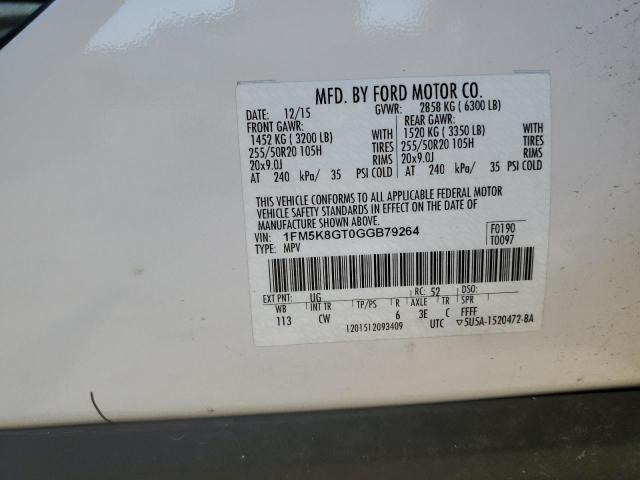 MFD. BY FORD MOTOR CO.
DATE: 12/15 GVWR: 2858 KG ( 6300 LB)
FRONT GAWR: REAR GAWR:
1452 KG ( 3200 LB) WITH 1520 KG ( 3350 LB) WITH
255/50R20 105H TIRES 255/50R20 105H TIRES
20x9.0J RIMS 20x9.0J RIMS
AT 240 kPa/ 35 PSI COLD AT 240 kPa/ 35 PSI COLD
THIS VEHICLE CONFORMS TO ALL APPLICABLE FEDERAL MOTOR
VEHICLE SAFETY STANDARDS IN EFFECT ON THE DATE OF
MANUFACTURE SHOWN ABOVE.
VIN: 1FM5K8GT0GGB79264 F0190
TYPE: MPV T0097
EXT PNT: UG RC: 52 DSO:
WB INT TR TP/PS R AXLE TR SPR
113 CW 6 3E C FFFF
1201512093409 UTC ▽5U5A-1520472-BA